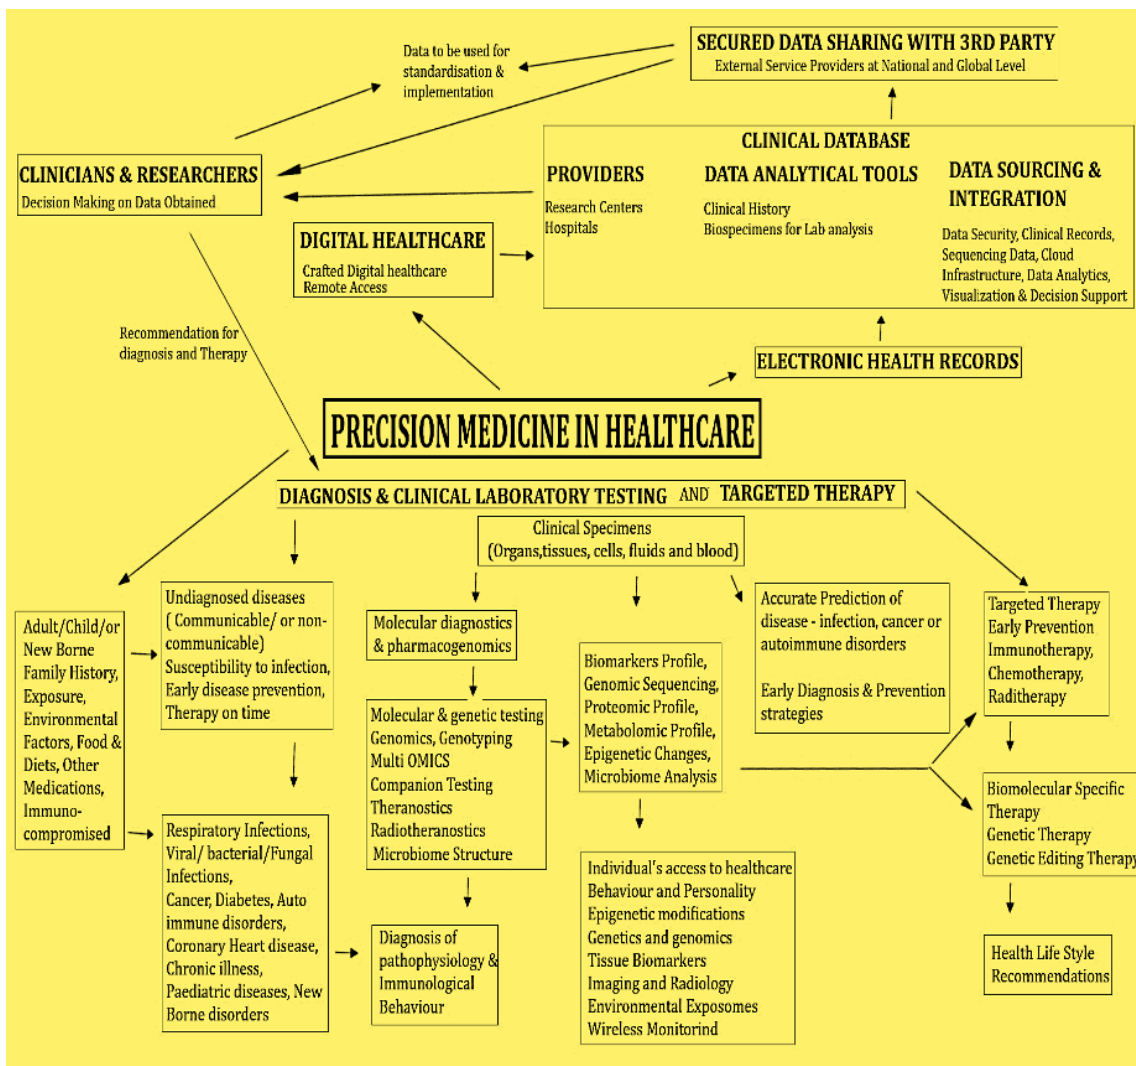 SECURED DATA SHARING WITH 3RD PARTY
External Service Providers at National and Global Level
Data to be used for
standardisation &
implementation
CLINICIANS & RESEARCHERS
Decision Making on Data Obtained
CLINICAL DATABASE
PROVIDERS
Research Centers
Hospitals
DATA ANALYTICAL TOOLS
Clinical History
Biospecimens for Lab analysis
DATA SOURCING &
INTEGRATION
Data Security, Clinical Records,
Sequencing Data, Cloud
Infrastructure, Data Analytics,
Visualization & Decision Support
DIGITAL HEALTHCARE
Crafted Digital healthcare
Remote Access
Recommendation for
diagnosis and Therapy
ELECTRONIC HEALTH RECORDS
PRECISION MEDICINE IN HEALTHCARE
DIAGNOSIS & CLINICAL LABORATORY TESTING AND TARGETED THERAPY
Clinical Specimens
(Organs,tissues, cells, fluids and blood)
Adult/Child/or
New Borne
Family History,
Exposure,
Environmental
Factors, Food &
Diets, Other
Medications,
Immuno-
compromised
Undiagnosed diseases
( Communicable/ or non-
communicable)
Susceptibility to infection,
Early disease prevention,
Therapy on time
Respiratory Infections,
Viral/ bacterial/Fungal
Infections,
Cancer, Diabetes, Auto
immune disorders,
Coronary Heart disease,
Chronic illness,
Paediatric diseases, New
Borne disorders
Molecular diagnostics
& pharmacogenomics
Molecular & genetic testing
Genomics, Genotyping
Multi OMICS
Companion Testing
Theranostics
Radiotheranostics
Microbiome Structure
Diagnosis of
pathophysiology &
Immunological
Behaviour
Biomarkers Profile,
Genomic Sequencing,
Proteomic Profile,
Metabolomic Profile,
Epigenetic Changes,
Microbiome Analysis
Individual's access to healthcare
Behaviour and Personality
Epigenetic modifications
Genetics and genomics
Tissue Biomarkers
Imaging and Radiology
Environmental Exposomes
Wireless Monitorind
Accurate Prediction of
disease - infection, cancer or
autoimmune disorders
Early Diagnosis & Prevention
strategies
Targeted Therapy
Early Prevention
Immunotherapy,
Chemotherapy,
Raditherapy
Biomolecular Specific
Therapy
Genetic Therapy
Genetic Editing Therapy
Health Life Style
Recommendations